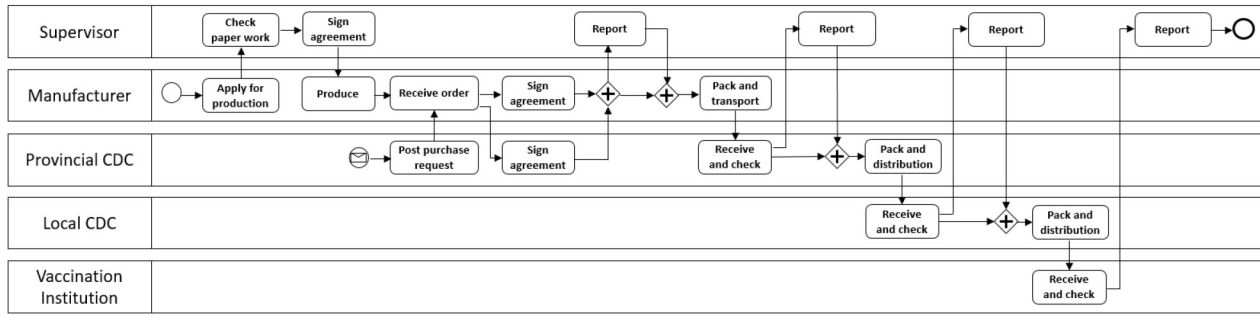 Supervisor
Check
paper work
Sign
agreement
Report
Report
Report
Report
Manufacturer
Apply for
production
Produce
Receive order
Sign
agreement
Pack and
transport
Provincial CDC
Post purchase
request
Sign
agreement
Receive
and check
Pack and
distribution
Local CDC
Receive
and check
Pack and
distribution
Vaccination
Institution
Receive
and check